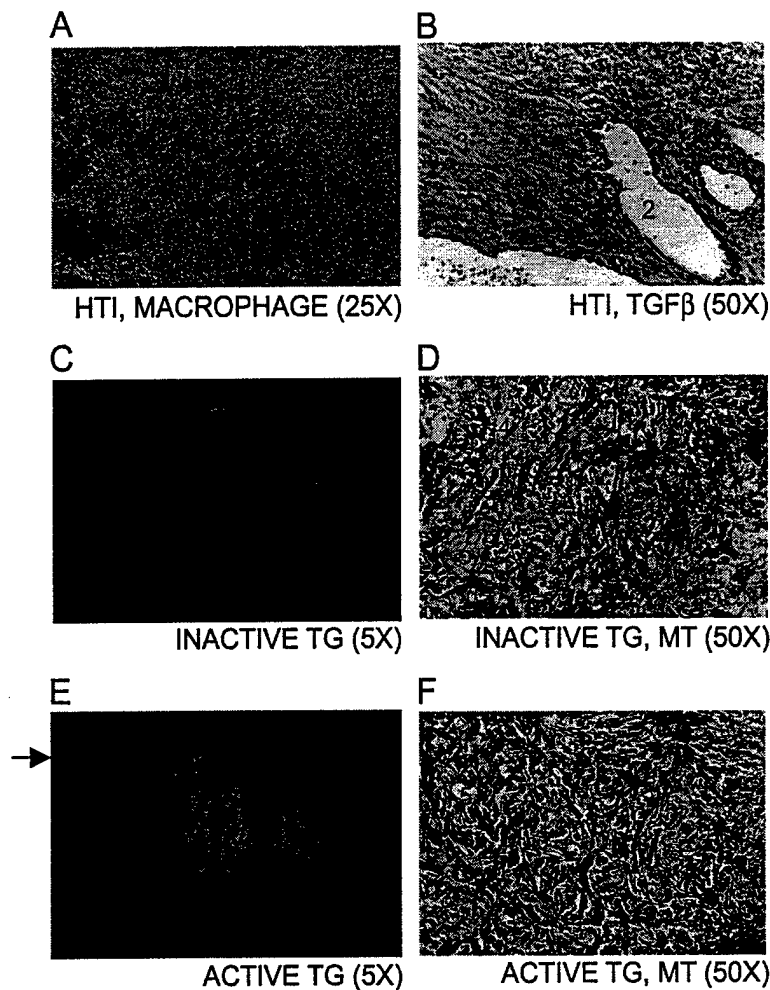 A B
HTI, MACROPHAGE (25X) 2 HTI, TGFβ (50X)
C D
INACTIVE TG (5X) INACTIVE TG, MT (50X)
E F
ACTIVE TG (5X) ACTIVE TG, MT (50X)